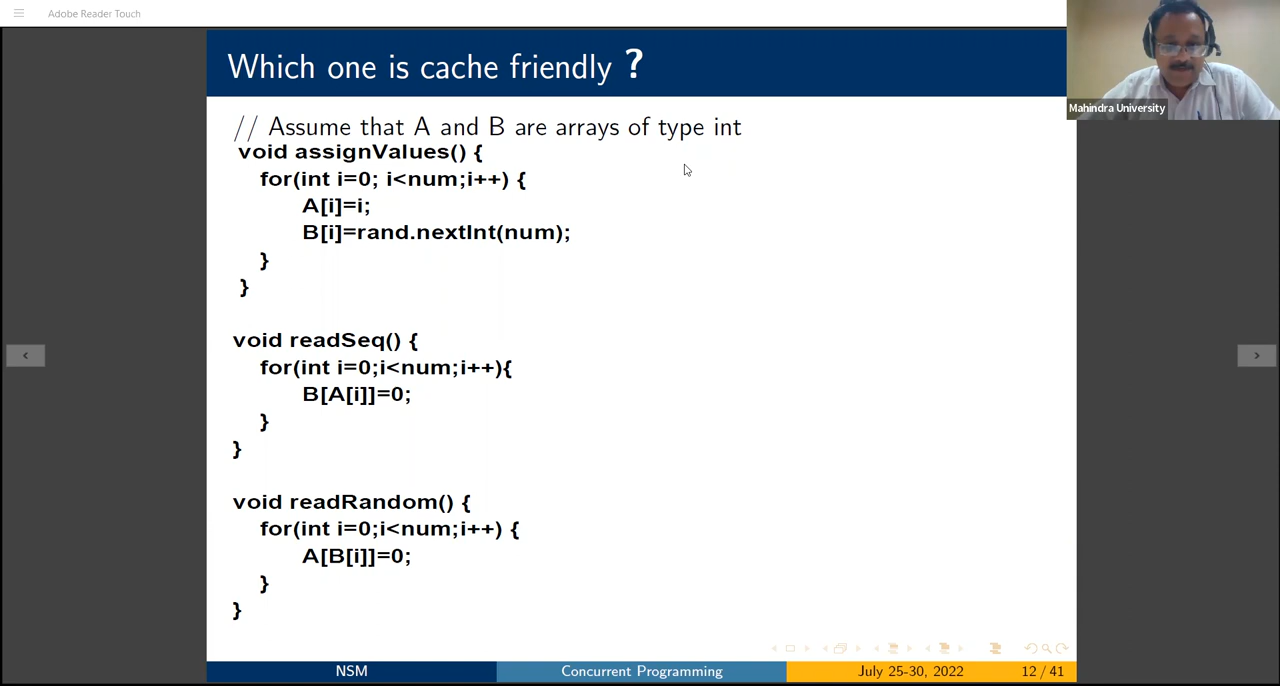 Adobe Reader Touch
Mahindra University
Which one is cache friendly ?
// Assume that A and B are arrays of type int
void assignValues() {
for(int i=0; i<num;i++) {
A[i]=i;
B[i]=rand.nextInt(num);
}
}
void readSeq() {
for(int i=0;i<num;i++){
B[A[i]]=0;
}
}
void readRandom() {
for(int i=0;i<num;i++) {
A[B[i]]=0;
}
}
NSM
Concurrent Programming
July 25-30, 2022
12 / 41